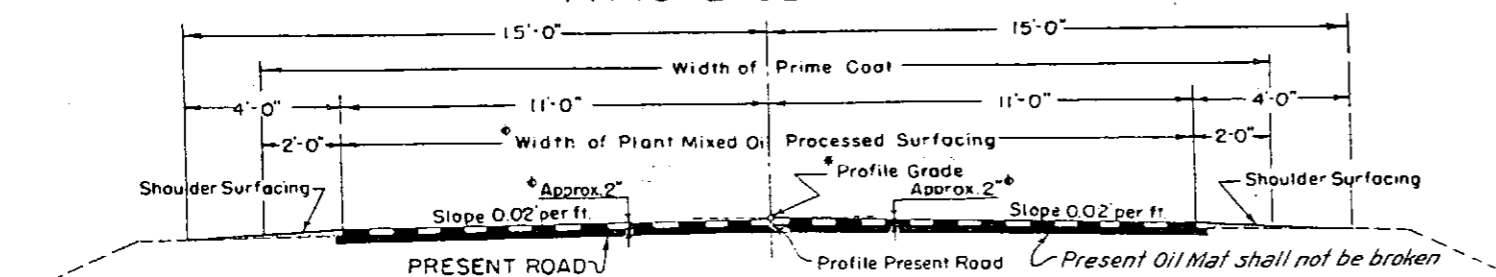 15'-0" 15'-0"
Width of Prime Coat
4'-0" 11'-0" 11'-0" 4'-0"
2'-0" Width of Plant Mixed Oil Processed Surfacing 2-0"
Shoulder Surfacing Approx. 2" Profile Grade Approx. 2" Shoulder Surfacing
Slope 0.02' per ft. Slope 0.02' per ft.
PRESENT ROAD Profile Present Road Present Oil Mat shall not be broken